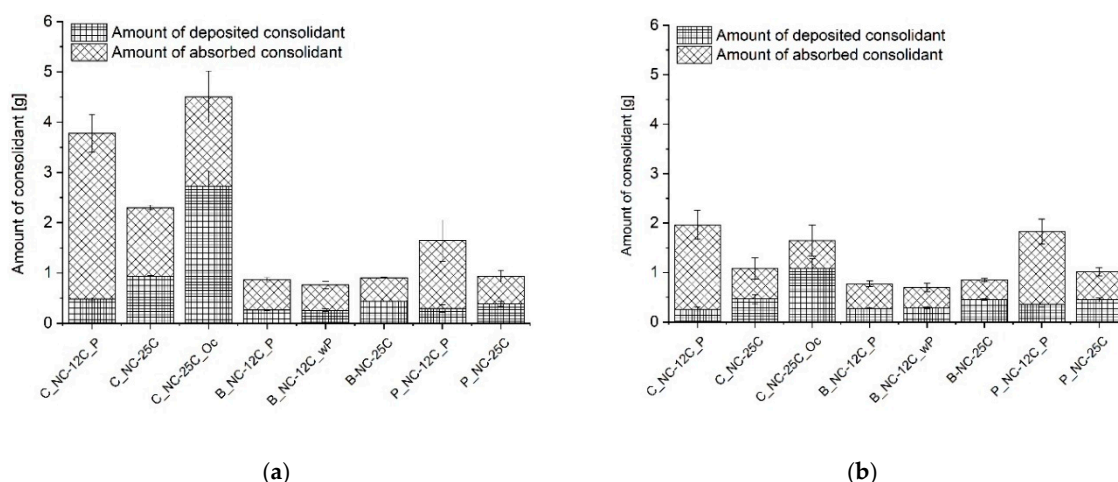 6
5
4
3
2
1
0
Amount of consolidant [g]
Amount of deposited consolidant
Amount of absorbed consolidant
C_NC-12C_P
C_NC-25C
C_NC-25C_Oc
B_NC-12C_P
B_NC-12C_wP
B-NC-25C
P_NC-12C_P
P_NC-25C
(a)
6
5
4
3
2
1
0
Amount of consolidant [g]
Amount of deposited consolidant
Amount of absorbed consolidant
C_NC-12C_P
C_NC-25C
C_NC-25C_Oc
B_NC-12C_P
B_NC-12C_wP
B-NC-25C
P_NC-12C_P
P_NC-25C
(b)